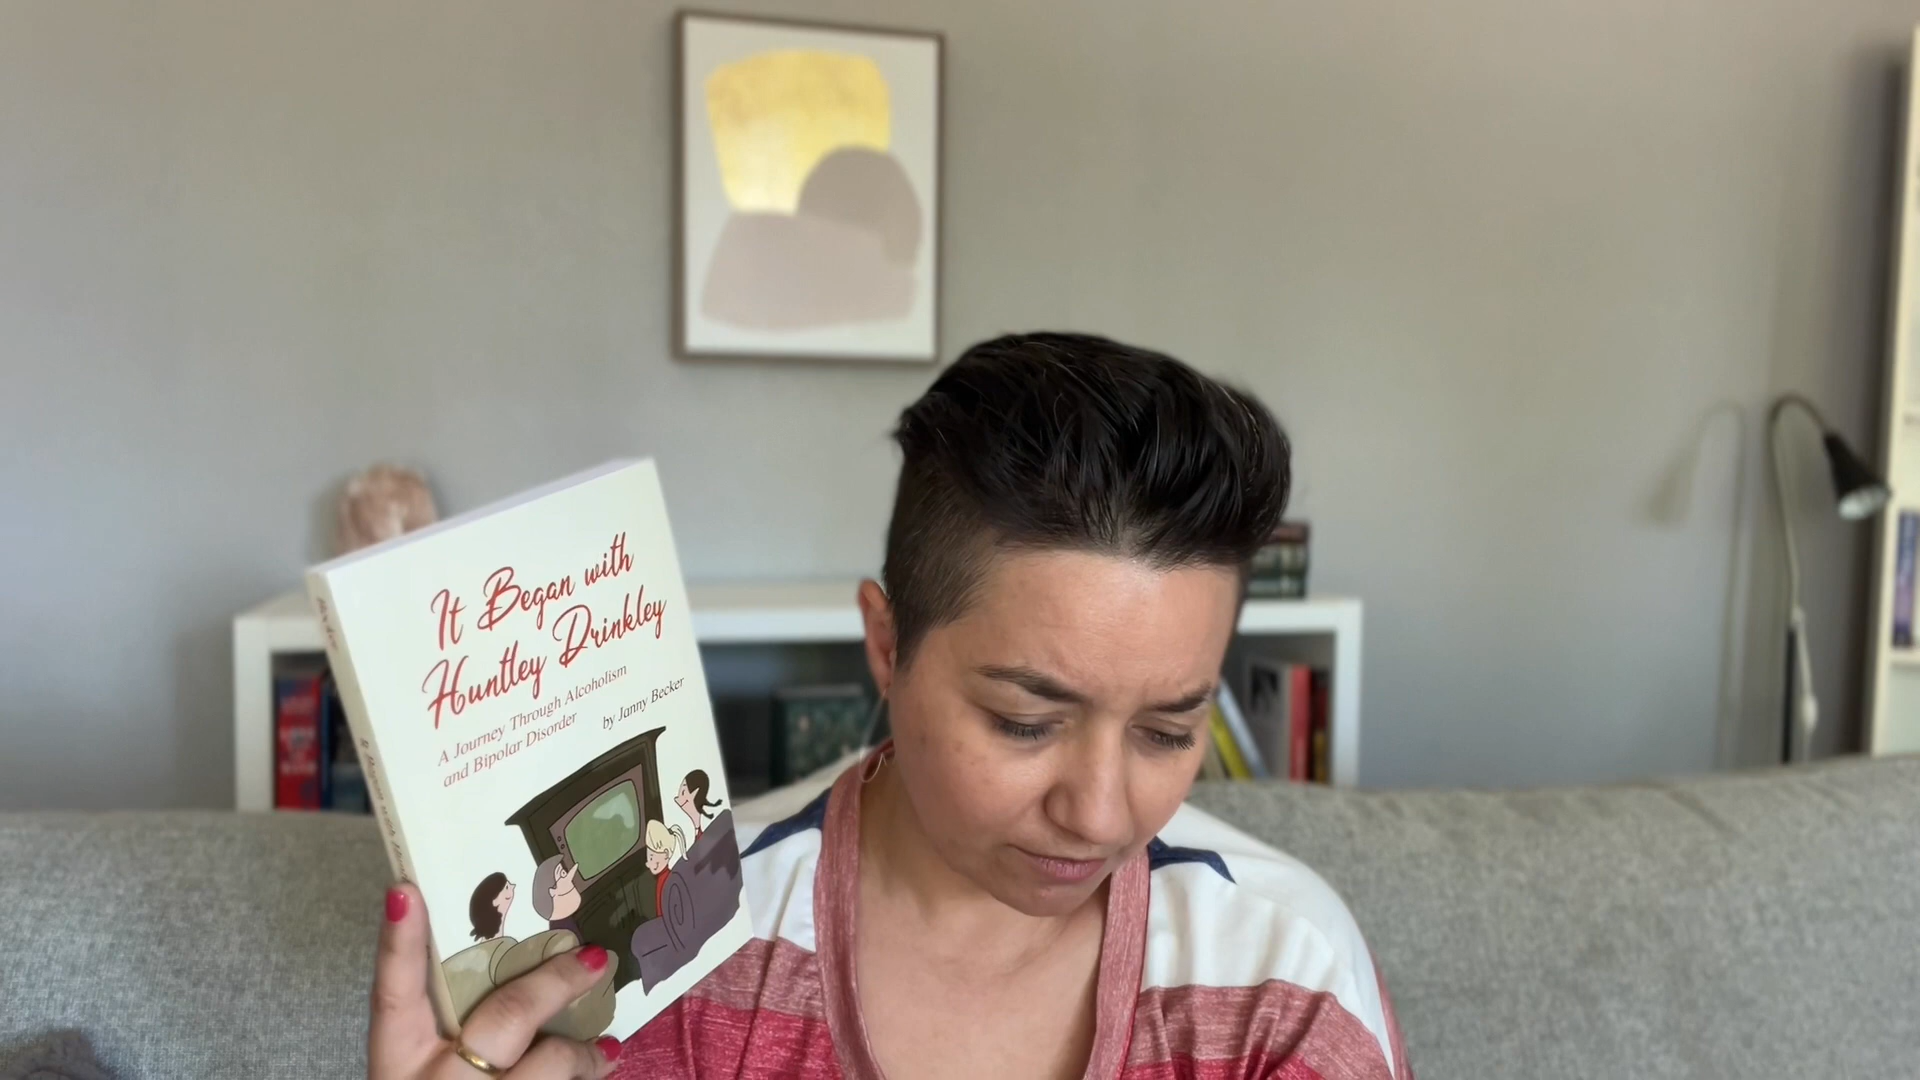 It Began with
Huntley Drinkley
A Journey Through Alcoholism
and Bipolar Disorder
by Janny Becker